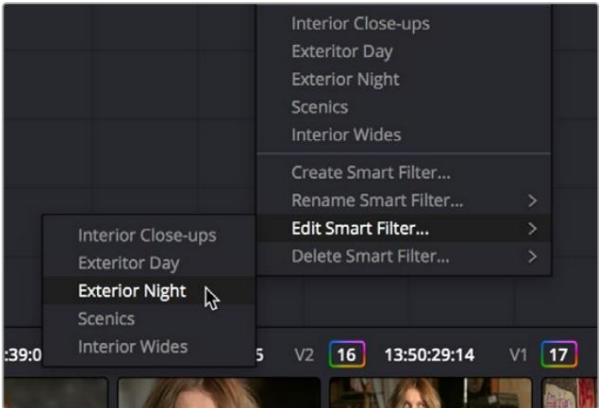 Interior Close-ups
Exteritor Day
Exterior Night
Scenics
Interior Wides
Create Smart Filter...
Rename Smart Filter... >
Edit Smart Filter... >
Delete Smart Filter... >
Interior Close-ups
Exteritor Day
Exterior Night
Scenics
Interior Wides
:39:0 5 V2 16 13:50:29:14 V1 17